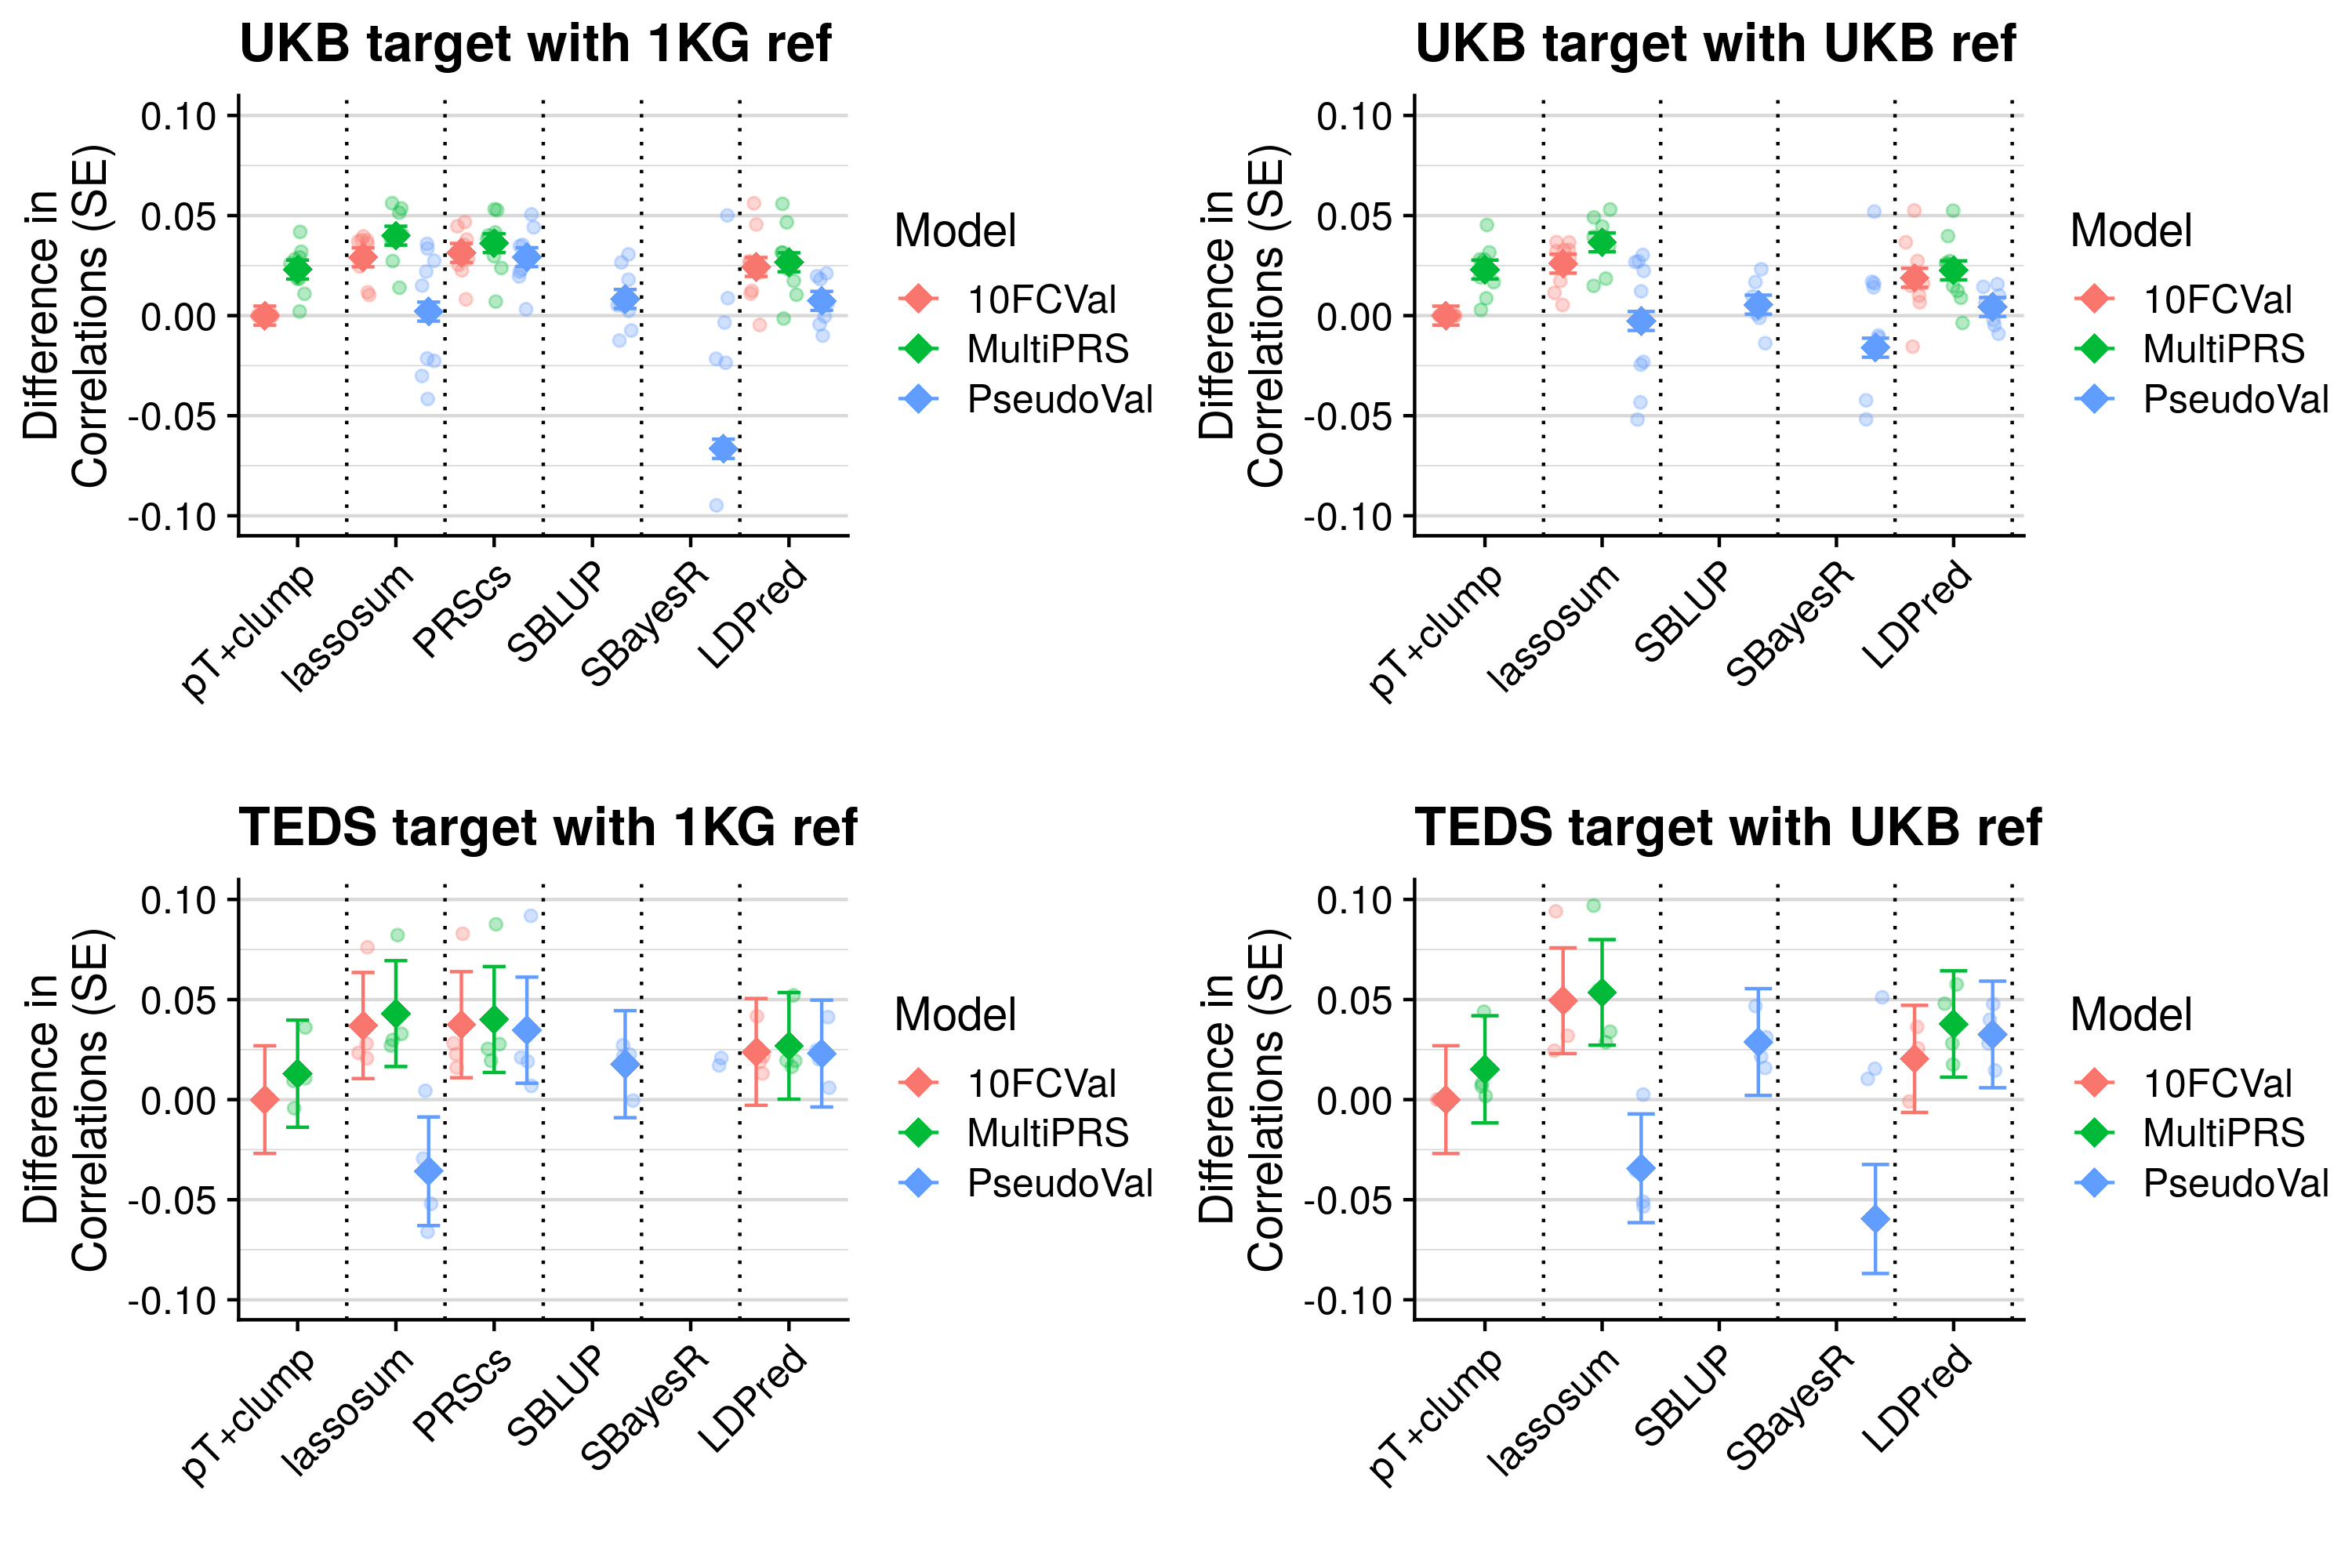 UKB target with 1KG ref
Difference in
Correlations (SE)
0.10
0.05
0.00
-0.05
-0.10
pT+clump
lassosum
PRScs
SBLUP
SBayesR
LDPred
Model
10FCVal
MultiPRS
PseudoVal
UKB target with UKB ref
Difference in
Correlations (SE)
0.10
0.05
0.00
-0.05
-0.10
pT+clump
lassosum
SBLUP
SBayesR
LDPred
Model
10FCVal
MultiPRS
PseudoVal
TEDS target with 1KG ref
Difference in
Correlations (SE)
0.10
0.05
0.00
-0.05
-0.10
pT+clump
lassosum
PRScs
SBLUP
SBayesR
LDPred
Model
10FCVal
MultiPRS
PseudoVal
TEDS target with UKB ref
Difference in
Correlations (SE)
0.10
0.05
0.00
-0.05
-0.10
pT+clump
lassosum
SBLUP
SBayesR
LDPred
Model
10FCVal
MultiPRS
PseudoVal